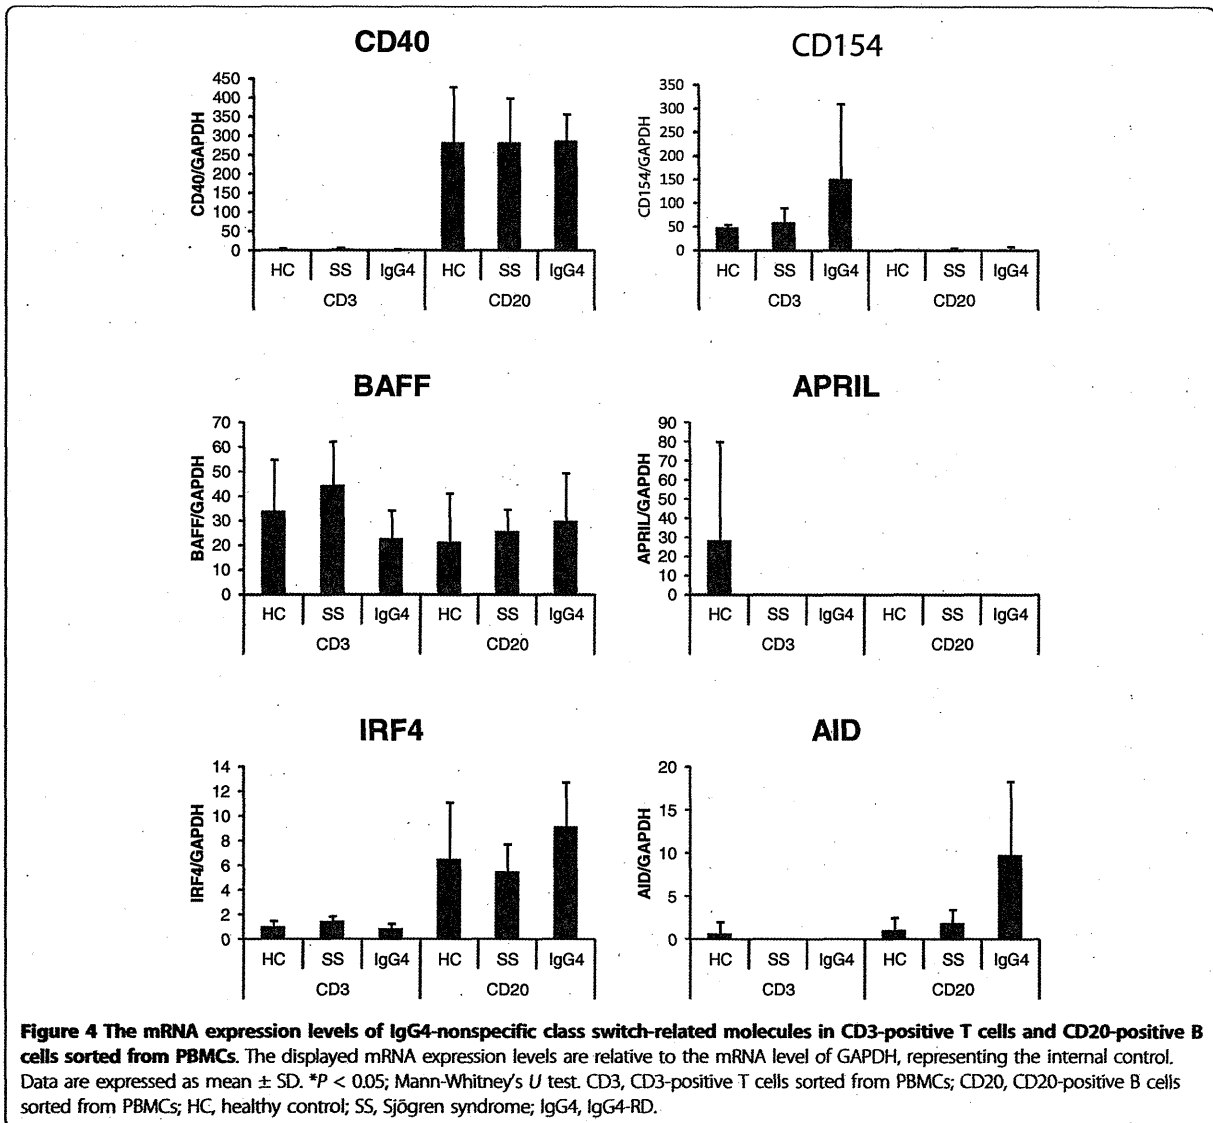 CD40
CD40/GAPDH
450
400
350
300
250
200
150
100
50
0
HC SS IgG4 HC SS IgG4
CD3 CD20
CD154
CD154/GAPDH
350
300
250
200
150
100
50
0
HC SS IgG4 HC SS IgG4
CD3 CD20
BAFF
BAFF/GAPDH
70
60
50
40
30
20
10
0
HC SS IgG4 HC SS IgG4
CD3 CD20
APRIL
APRIL/GAPDH
90
80
70
60
50
40
30
20
10
0
HC SS IgG4 HC SS IgG4
CD3 CD20
IRF4
IRF4/GAPDH
14
12
10
8
6
4
2
0
HC SS IgG4 HC SS IgG4
CD3 CD20
AID
AID/GAPDH
20
15
10
5
0
HC SS IgG4 HC SS IgG4
CD3 CD20
Figure 4 The mRNA expression levels of IgG4-nonspecific class switch-related molecules in CD3-positive T cells and CD20-positive B
cells sorted from PBMCs. The displayed mRNA expression levels are relative to the mRNA level of GAPDH, representing the internal control.
Data are expressed as mean ± SD. *P < 0.05; Mann-Whitney's U test. CD3, CD3-positive T cells sorted from PBMCs; CD20, CD20-positive B cells
sorted from PBMCs; HC, healthy control; SS, Sjögren syndrome; IgG4, IgG4-RD.